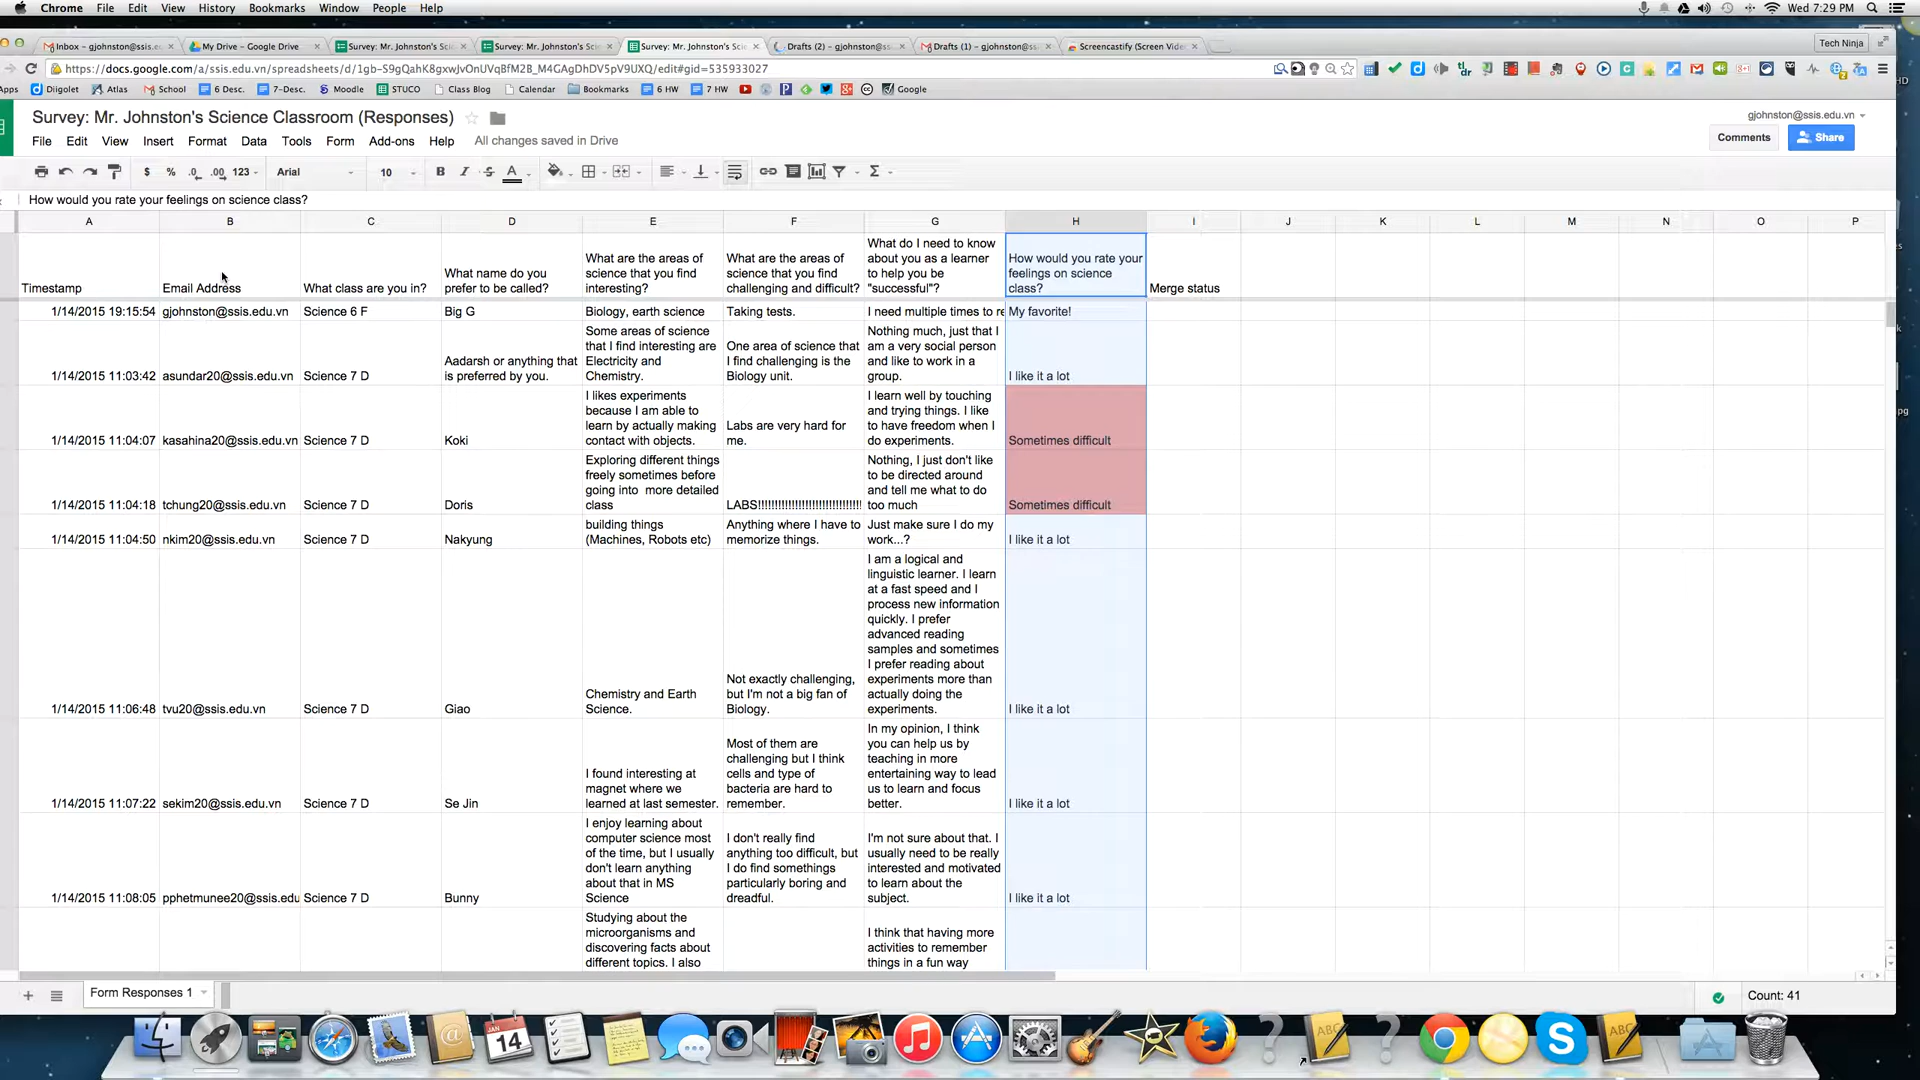 Chrome File Edit View History Bookmarks Window People Help Wed 7:29 PM
Inbox - gjohnston@ssis.ed My Drive - Google Drive Survey: Mr. Johnston's Sc Survey: Mr. Johnston's Sci Survey: Mr. Johnston's Sci Drafts (2) - gjohnston@ss Drafts (1) - gjohnston@ssis Screencastify (Screen Vide Tech Ninja
https://docs.google.com/a/ssis.edu.vn/spreadsheets/d/1gb-S9gQahK8gxwJvOnUVqBfM2B_M4GAgDhDV5pV9UXQ/edit#gid=535933027
Apps Diigolet Atlas School 6 Desc. 7-Desc. Moodle STUCO Class Blog Calendar Bookmarks 6 HW 7 HW Google
Survey: Mr. Johnston's Science Classroom (Responses) gjohnston@ssis.edu.vn
File Edit View Insert Format Data Tools Form Add-ons Help All changes saved in Drive Comments Share
$ % .0 .00 123 Arial 10 B I S A Σ
How would you rate your feelings on science class?
A B C D E F G H I J K L M N O P
Timestamp
Email Address
What class are you in?
What name do you
prefer to be called?
What are the areas of
science that you find
interesting?
What are the areas of
science that you find
challenging and difficult?
What do I need to know
about you as a learner
to help you be
"successful"?
How would you rate your
feelings on science
class?
Merge status
1/14/2015 19:15:54 gjohnston@ssis.edu.vn Science 6 F Big G Biology, earth science Taking tests. I need multiple times to re My favorite!
1/14/2015 11:03:42 asundar20@ssis.edu.vn Science 7 D
Aadarsh or anything that
is preferred by you.
Some areas of science
that I find interesting are
Electricity and
Chemistry.
One area of science that
I find challenging is the
Biology unit.
Nothing much, just that I
am a very social person
and like to work in a
group.
I like it a lot
1/14/2015 11:04:07 kasahina20@ssis.edu.vn Science 7 D Koki
I likes experiments
because I am able to
learn by actually making
contact with objects.
Labs are very hard for
me.
I learn well by touching
and trying things. I like
to have freedom when I
do experiments.
Sometimes difficult
1/14/2015 11:04:18 tchung20@ssis.edu.vn Science 7 D Doris
Exploring different things
freely sometimes before
going into more detailed
class
LABS!!!!!!!!!!!!!!!!!!!!!!!!!!!!!!!
Nothing, I just don't like
to be directed around
and tell me what to do
too much
Sometimes difficult
1/14/2015 11:04:50 nkim20@ssis.edu.vn Science 7 D Nakyung
building things
(Machines, Robots etc)
Anything where I have to
memorize things.
Just make sure I do my
work...?
I like it a lot
1/14/2015 11:06:48 tvu20@ssis.edu.vn Science 7 D Giao
Chemistry and Earth
Science.
Not exactly challenging,
but I'm not a big fan of
Biology.
I am a logical and
linguistic learner. I learn
at a fast speed and I
process new information
quickly. I prefer
advanced reading
samples and sometimes
I prefer reading about
experiments more than
actually doing the
experiments.
I like it a lot
1/14/2015 11:07:22 sekim20@ssis.edu.vn Science 7 D Se Jin
I found interesting at
magnet where we
learned at last semester.
Most of them are
challenging but I think
cells and type of
bacteria are hard to
remember.
In my opinion, I think
you can help us by
teaching in more
entertaining way to lead
us to learn and focus
better.
I like it a lot
1/14/2015 11:08:05 pphetmunee20@ssis.edu Science 7 D Bunny
I enjoy learning about
computer science most
of the time, but I usually
don't learn anything
about that in MS
Science
I don't really find
anything too difficult, but
I do find somethings
particularly boring and
dreadful.
I'm not sure about that. I
usually need to be really
interested and motivated
to learn about the
subject.
I like it a lot
Studying about the
microorganisms and
discovering facts about
different topics. I also
I think that having more
activities to remember
things in a fun way
Form Responses 1 Count: 41
JAN
14